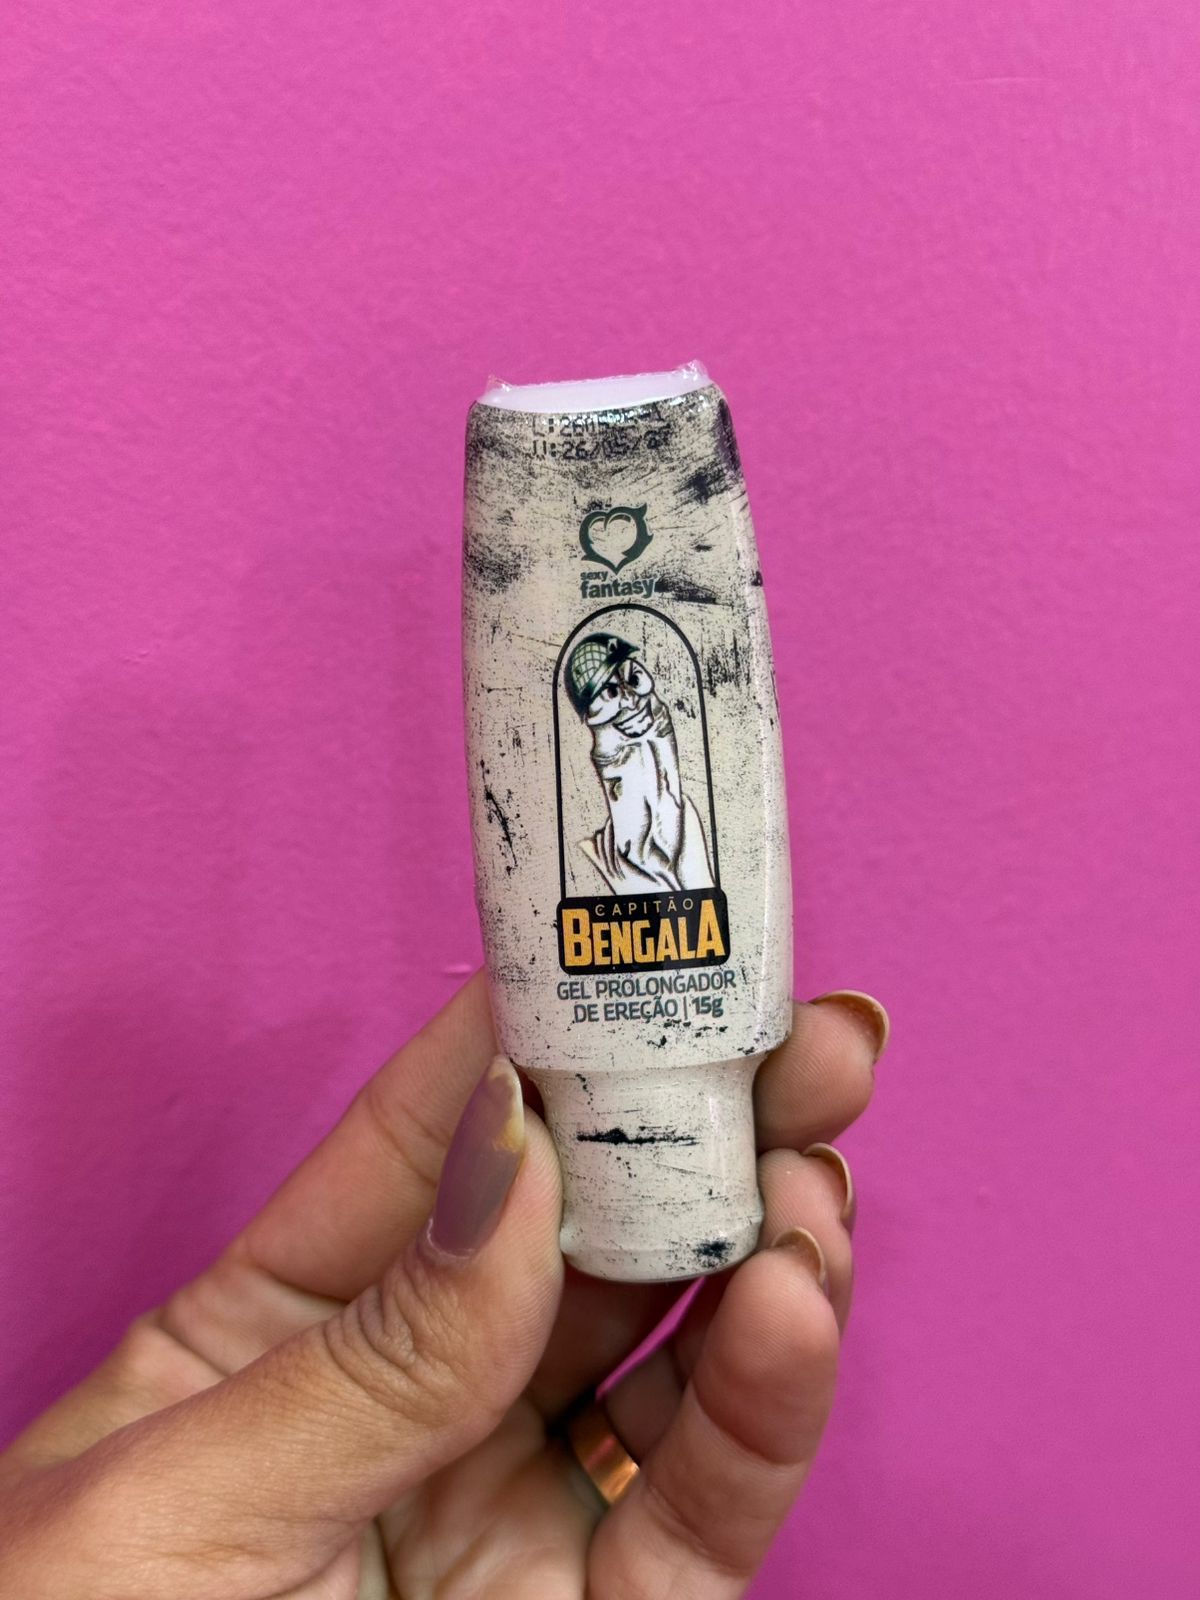 sexy
fantasy
CAPITÃO
BENGALA
GEL PROLONGADOR
DE EREÇÃO | 15g